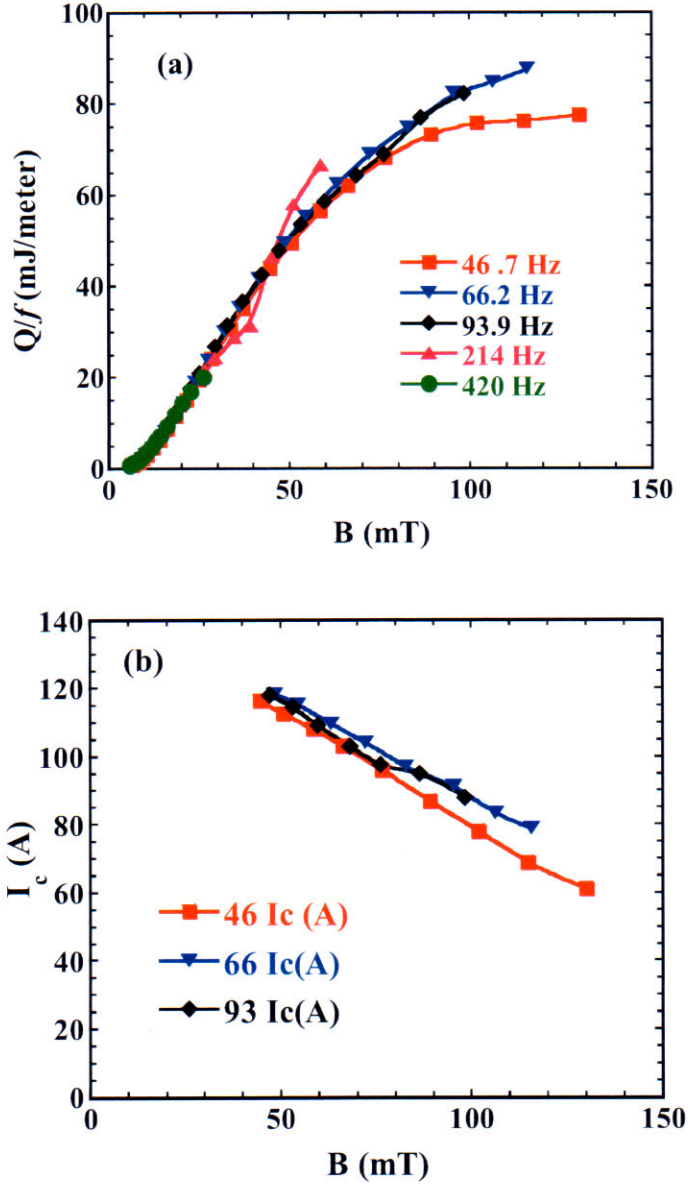 100
(a)
80
60
40
20
0
Q/f (mJ/meter)
46 .7 Hz
66.2 Hz
93.9 Hz
214 Hz
420 Hz
0 50 100 150
B (mT)
140
(b)
120
100
80
60
40
20
0
I_c (A)
46 Ic (A)
66 Ic(A)
93 Ic(A)
0 50 100 150
B (mT)